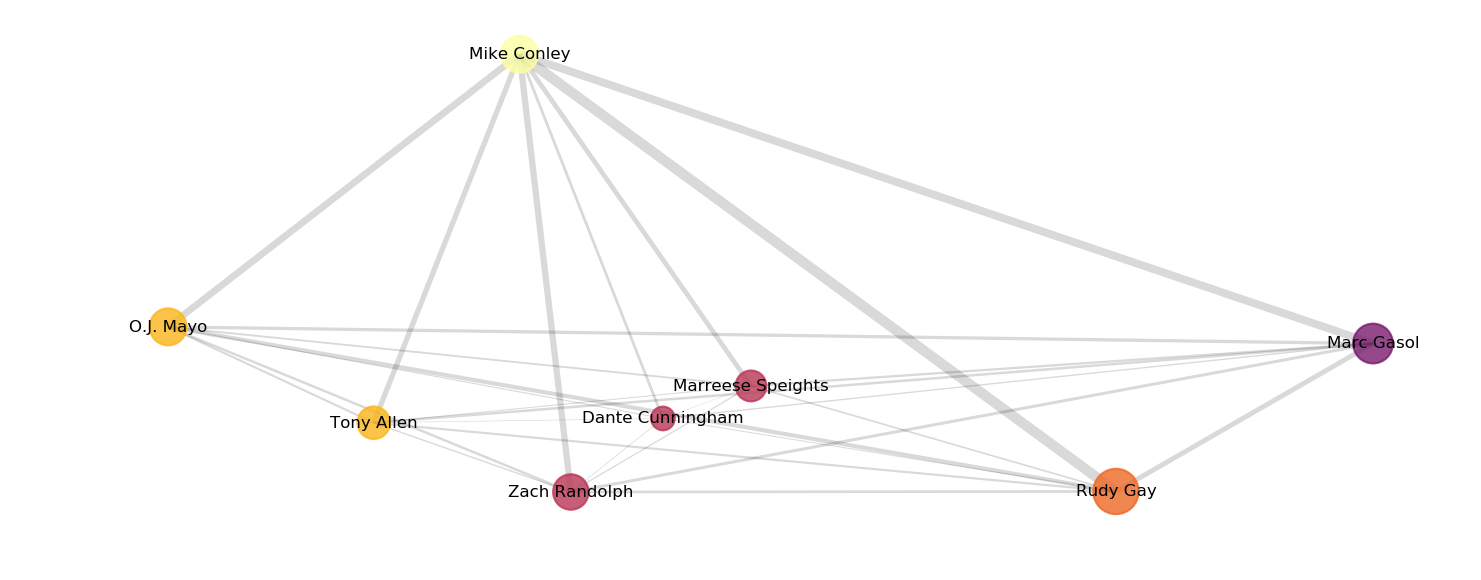 Mike Conley
O.J. Mayo
Marc Gasol
Marreese Speights
Dante Cunningham
Tony Allen
Zach Randolph
Rudy Gay